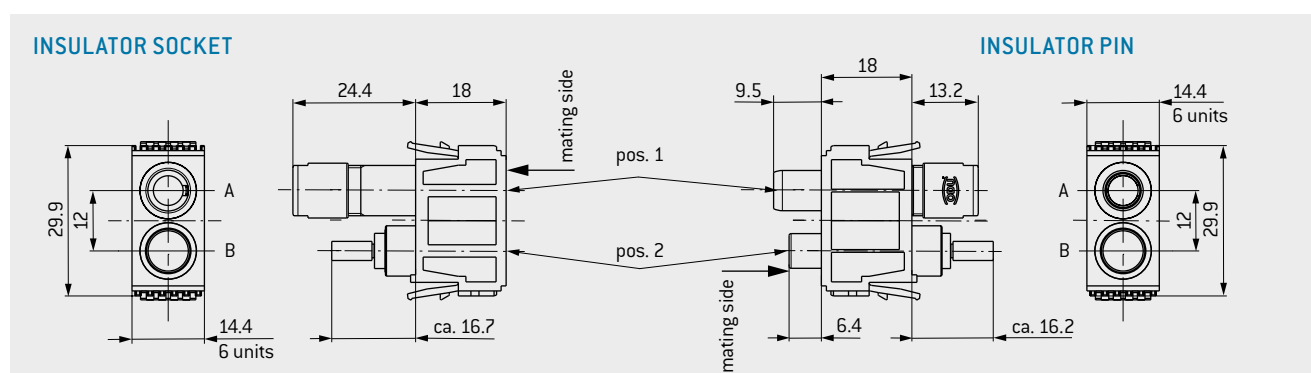 INSULATOR SOCKET
INSULATOR PIN
24.4
18
mating side
18
9.5
13.2
14.4
6 units
pos. 1
A
B
29.9
12
A
B
12
29.9
pos. 2
14.4
6 units
ca. 16.7
mating side
6.4
ca. 16.2